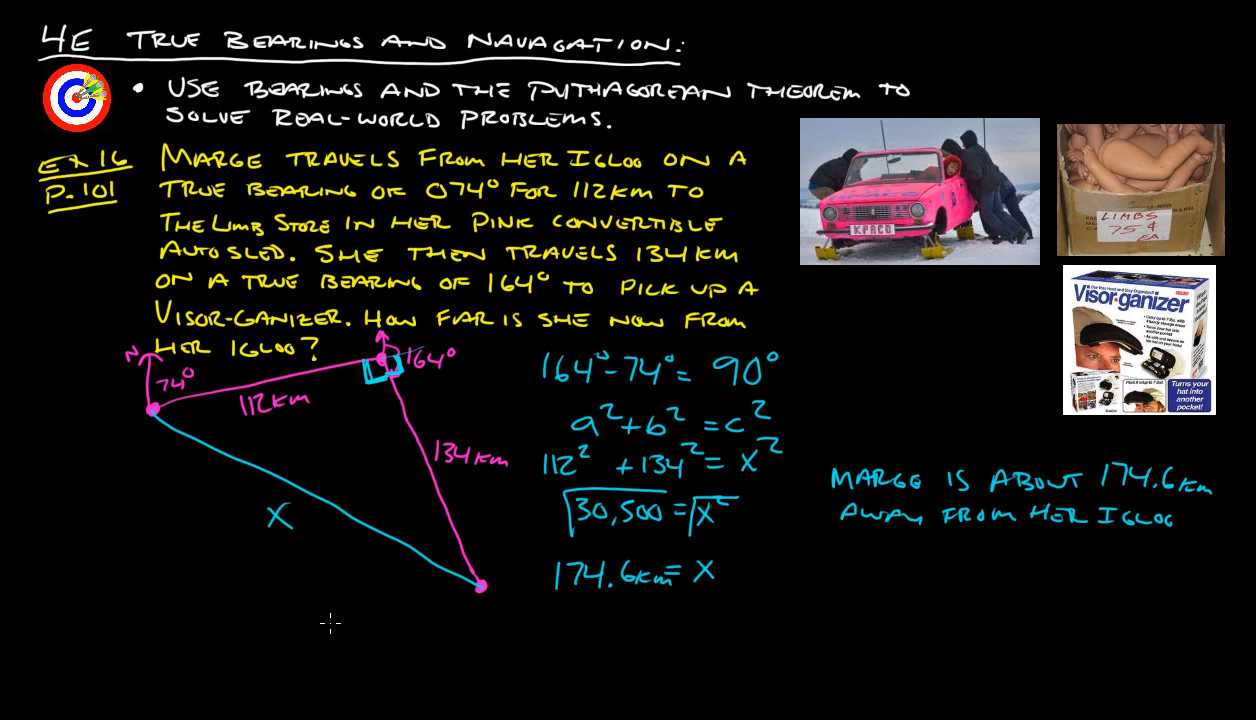 4E TRUE BEARINGS AND NAVAGATION:
• USE BEARINGS AND THE PYTHAGOREAN THEOREM TO
SOLVE REAL-WORLD PROBLEMS.
EX 16
P. 101
MARGE TRAVELS FROM HER IGLOO ON A
TRUE BEARING OF 074° FOR 112KM TO
THE LIMB STORE IN HER PINK CONVERTIBLE
AUTOSLED. SHE THEN TRAVELS 134KM
ON A TRUE BEARING OF 164° TO PICK UP A
VISOR-GANIZER. HOW FAR IS SHE NOW FROM
HER IGLOO?
N
74°
112KM
164°
134KM
X
164° - 74° = 90°
a² + b² = c²
112² + 134² = X²
√30,500 = √X²
174.6KM = X
MARGE IS ABOUT 174.6KM
AWAY FROM HER IGLOO
КРАСО
LIMBS
75¢
EA
Visor·ganizer
Turns your
hat into
another
pocket!